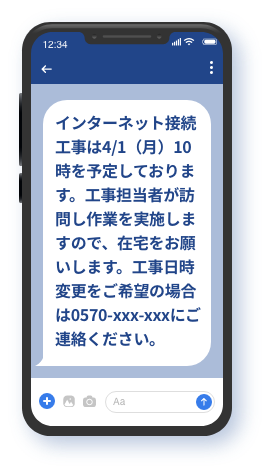 12:34
インターネット接続
工事は4/1（月）10
時を予定しておりま
す。工事担当者が訪
問し作業を実施しま
すので、在宅をお願
いします。工事日時
変更をご希望の場合
は0570-xxx-xxxにご
連絡ください。
Aa